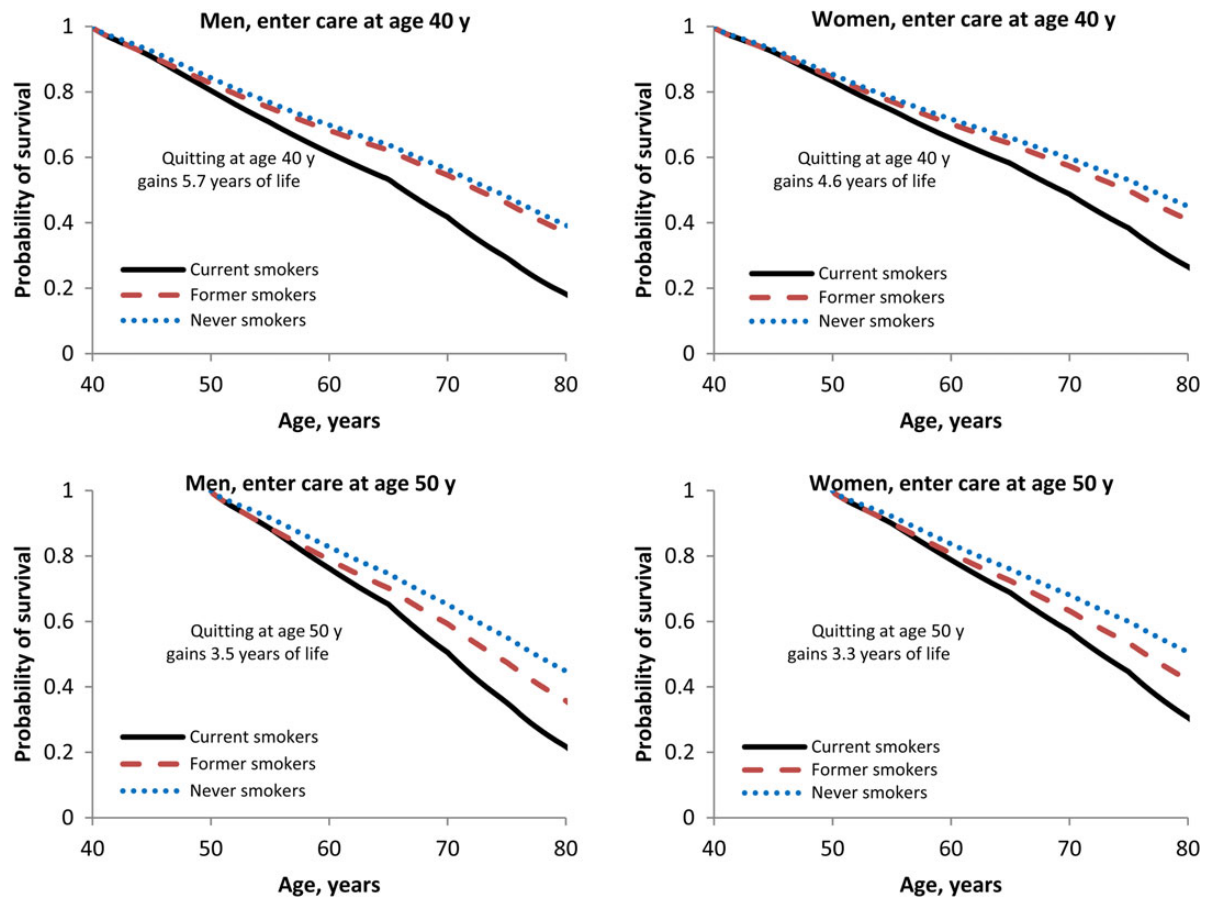 Men, enter care at age 40 y
Probability of survival
1
0.8
0.6
0.4
0.2
0
Quitting at age 40 y
gains 5.7 years of life
Current smokers
Former smokers
Never smokers
40 50 60 70 80
Age, years
Women, enter care at age 40 y
Probability of survival
1
0.8
0.6
0.4
0.2
0
Quitting at age 40 y
gains 4.6 years of life
Current smokers
Former smokers
Never smokers
40 50 60 70 80
Age, years
Men, enter care at age 50 y
Probability of survival
1
0.8
0.6
0.4
0.2
0
Quitting at age 50 y
gains 3.5 years of life
Current smokers
Former smokers
Never smokers
40 50 60 70 80
Age, years
Women, enter care at age 50 y
Probability of survival
1
0.8
0.6
0.4
0.2
0
Quitting at age 50 y
gains 3.3 years of life
Current smokers
Former smokers
Never smokers
40 50 60 70 80
Age, years